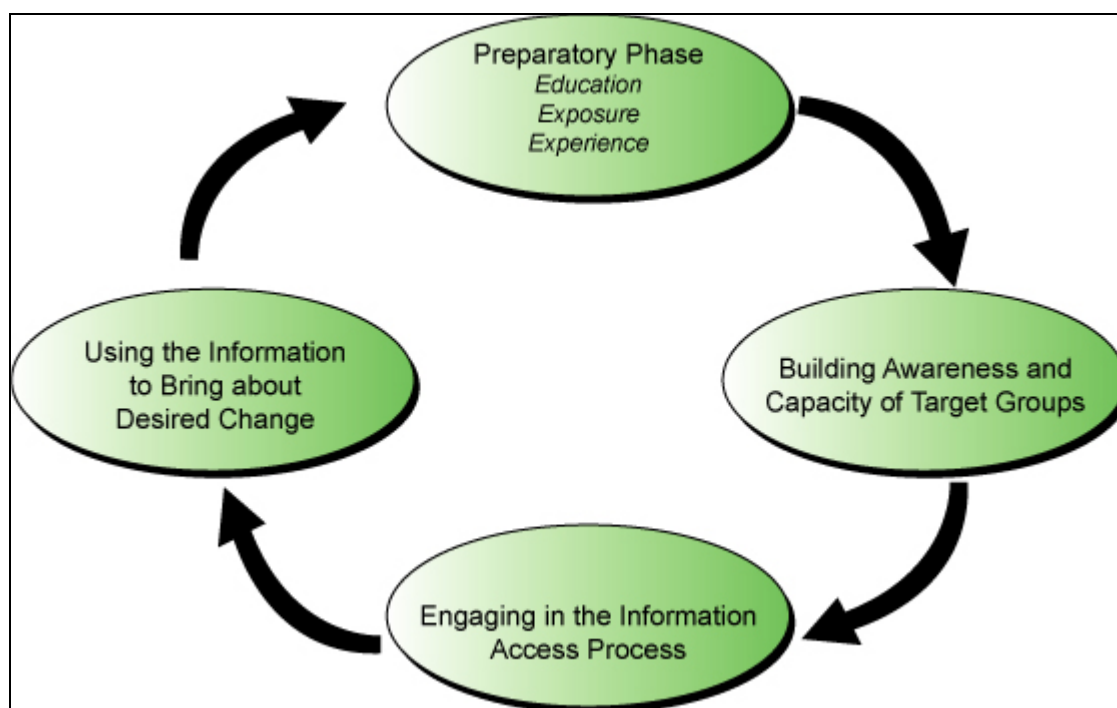 Preparatory Phase
Education
Exposure
Experience
Building Awareness and
Capacity of Target Groups
Engaging in the Information
Access Process
Using the Information
to Bring about
Desired Change